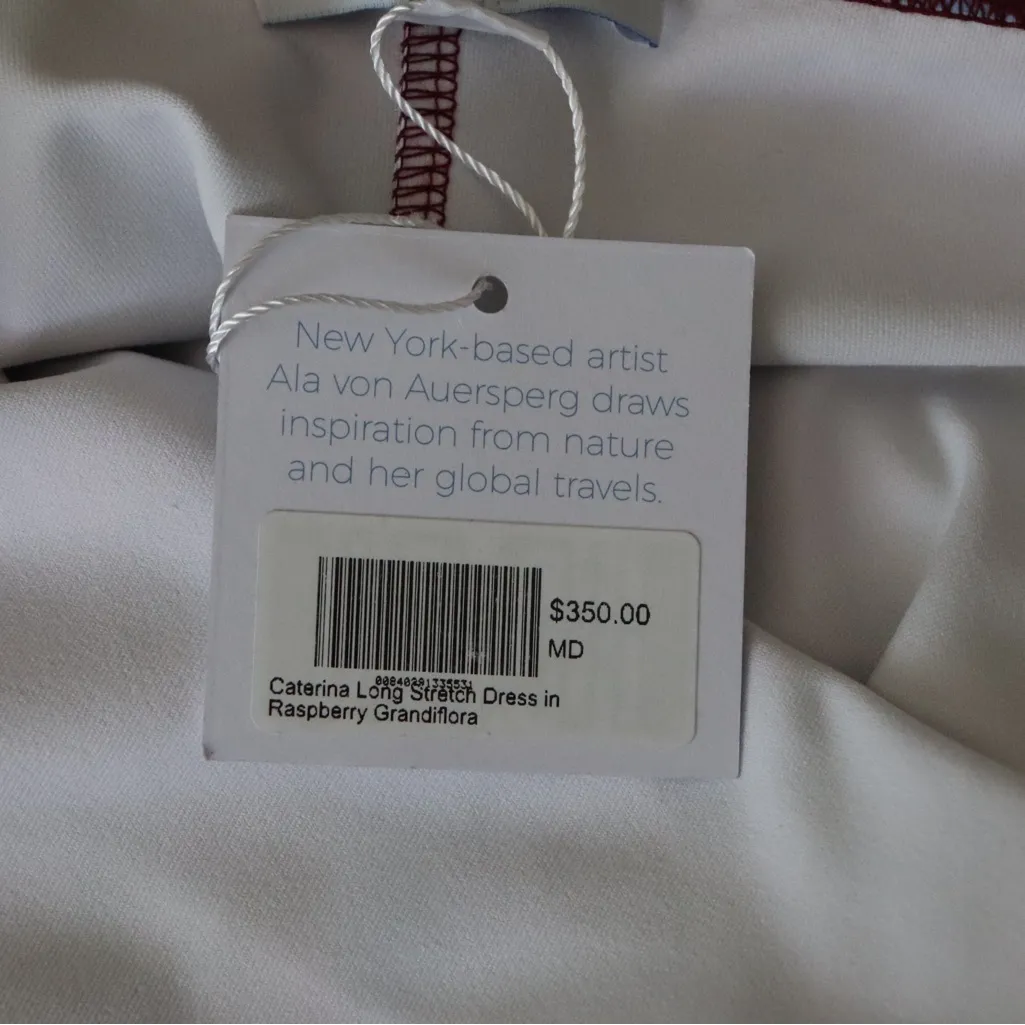 New York-based artist
Ala von Auersperg draws
inspiration from nature
and her global travels.
$350.00
MD
00840291335531
Caterina Long Stretch Dress in
Raspberry Grandiflora